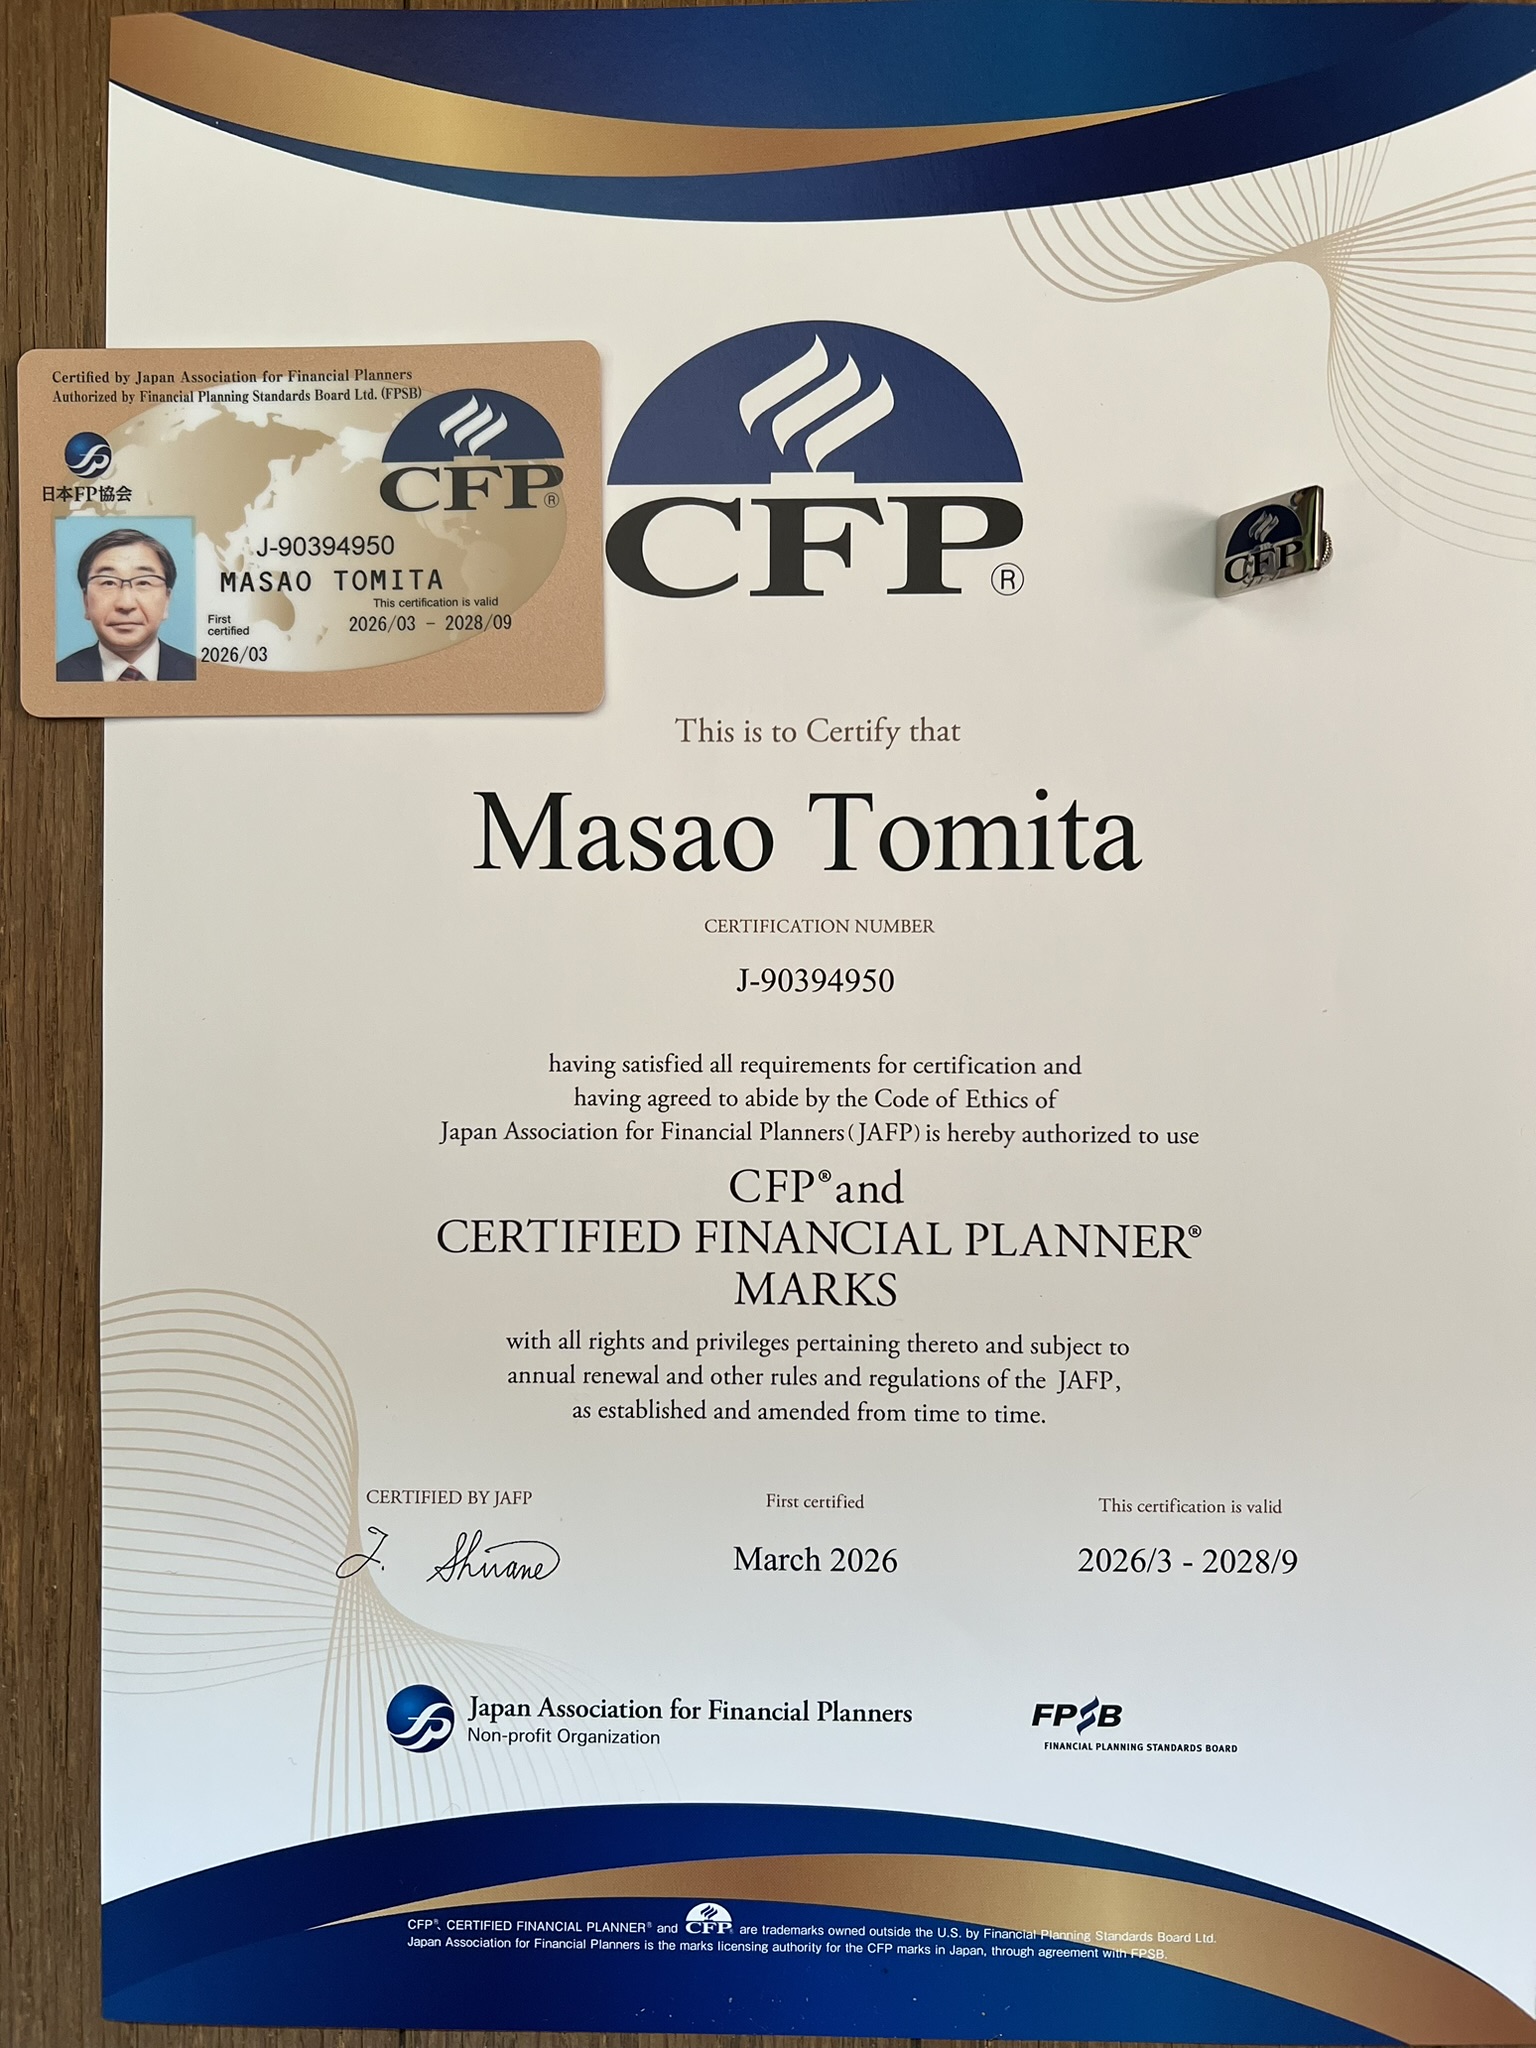 Certified by Japan Association for Financial Planners
Authorized by Financial Planning Standards Board Ltd. (FPSB)
日本FP協会
CFP®
J-90394950
MASAO TOMITA
This certification is valid
2026/03 - 2028/09
First
certified
2026/03
CFP®
CFP
This is to Certify that
Masao Tomita
CERTIFICATION NUMBER
J-90394950
having satisfied all requirements for certification and
having agreed to abide by the Code of Ethics of
Japan Association for Financial Planners (JAFP) is hereby authorized to use
CFP® and
CERTIFIED FINANCIAL PLANNER®
MARKS
with all rights and privileges pertaining thereto and subject to
annual renewal and other rules and regulations of the JAFP,
as established and amended from time to time.
CERTIFIED BY JAFP
J. Shirane
First certified
March 2026
This certification is valid
2026/3 - 2028/9
Japan Association for Financial Planners
Non-profit Organization
FPSB
FINANCIAL PLANNING STANDARDS BOARD
CFP®、CERTIFIED FINANCIAL PLANNER® and CFP® are trademarks owned outside the U.S. by Financial Planning Standards Board Ltd.
Japan Association for Financial Planners is the marks licensing authority for the CFP marks in Japan, through agreement with FPSB.